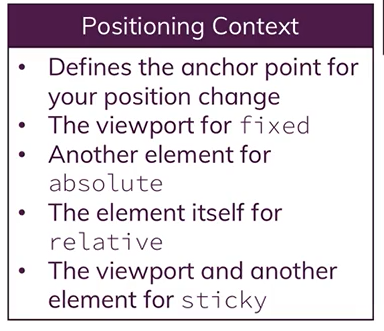 Positioning Context
• Defines the anchor point for
your position change
• The viewport for fixed
• Another element for
absolute
• The element itself for
relative
• The viewport and another
element for sticky